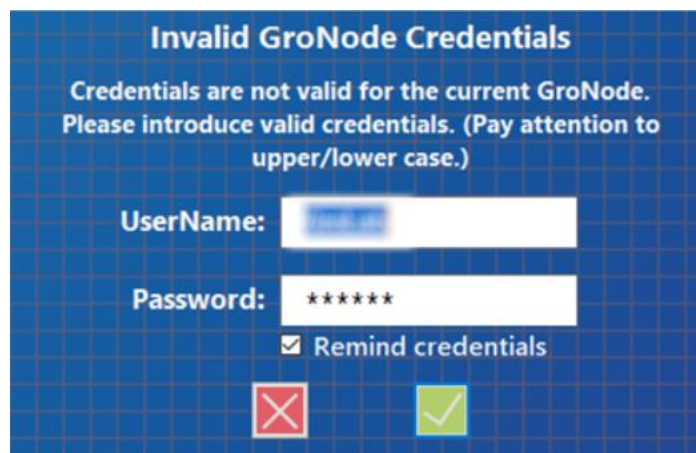 Invalid GroNode Credentials
Credentials are not valid for the current GroNode.
Please introduce valid credentials. (Pay attention to
upper/lower case.)
UserName:
Password: ******
Remind credentials